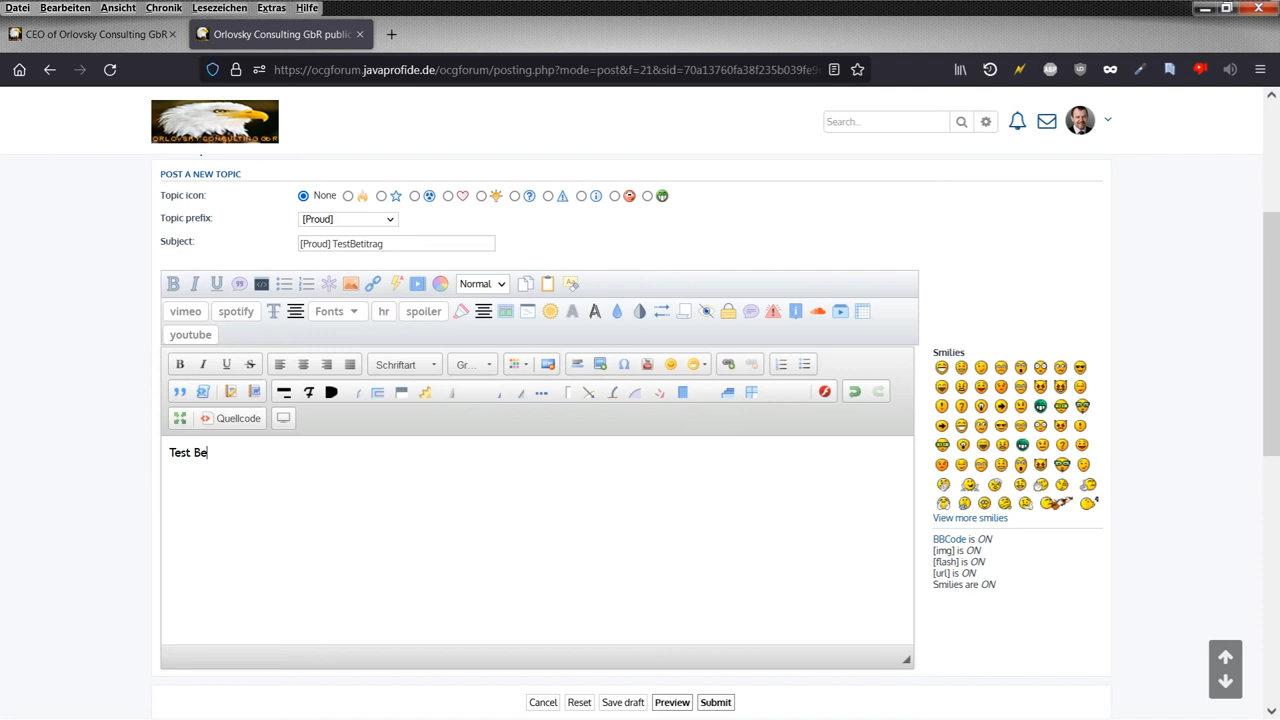 Datei Bearbeiten Ansicht Chronik Lesezeichen Extras Hilfe
CEO of Orlovsky Consulting GbR
Orlovsky Consulting GbR public
https://ocgforum.javaprofide.de/ocgforum/posting.php?mode=post&f=21&sid=70a13760fa38f235b039fe9
ORLOVSKY CONSULTING GbR
Search...
POST A NEW TOPIC
Topic icon: None
Topic prefix: [Proud]
Subject: [Proud] TestBetitrag
Normal
vimeo spotify Fonts hr spoiler
youtube
Schriftart Gr...
Quellcode
Test Be
Smilies
View more smilies
BBCode is ON
[img] is ON
[flash] is ON
[url] is ON
Smilies are ON
Cancel Reset Save draft Preview Submit